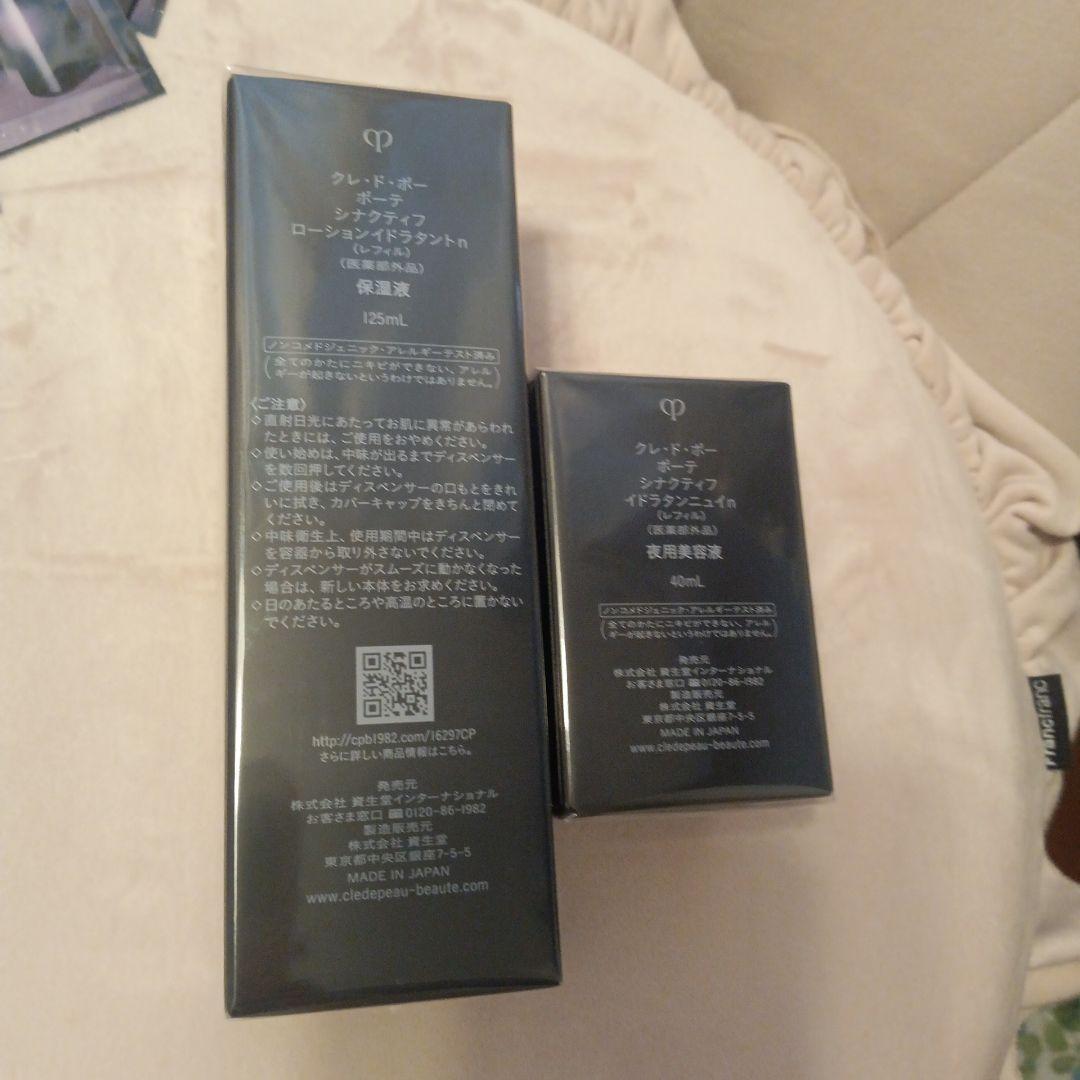 クレ・ド・ポー
ボーテ
シナクティフ
ローションイドラタントn
(レフィル)
(医薬部外品)
保湿液
125mL
ノンコメドジェニック・アレルギーテスト済み
(全てのかたにニキビができない、アレル
ギーが起きないというわけではありません。)
〈ご注意〉
◇直射日光にあたってお肌に異常があらわれ
たときには、ご使用をおやめください。
◇使い始めは、中味が出るまでディスペンサー
を数回押してください。
◇ご使用後はディスペンサーの口もとをきれ
いに拭き、カバーキャップをきちんと閉めて
ください。
◇中味衛生上、使用期間中はディスペンサー
を容器から取り外さないでください。
◇ディスペンサーがスムーズに動かなくなった
場合は、新しい本体をお求めください。
◇日のあたるところや高温のところに置かない
でください。
http://cpb1982.com/16297CP
さらに詳しい商品情報はこちら。
発売元
株式会社 資生堂インターナショナル
お客さま窓口 0120-86-1982
製造販売元
株式会社 資生堂
東京都中央区銀座7-5-5
MADE IN JAPAN
www.cledepeau-beaute.com
クレ・ド・ポー
ボーテ
シナクティフ
イドラタンニュイn
(レフィル)
(医薬部外品)
夜用美容液
40mL
ノンコメドジェニック・アレルギーテスト済み
(全てのかたにニキビができない、アレル
ギーが起きないというわけではありません。)
発売元
株式会社 資生堂インターナショナル
お客さま窓口 0120-86-1982
製造販売元
株式会社 資生堂
東京都中央区銀座7-5-5
MADE IN JAPAN
www.cledepeau-beaute.com
Francfranc